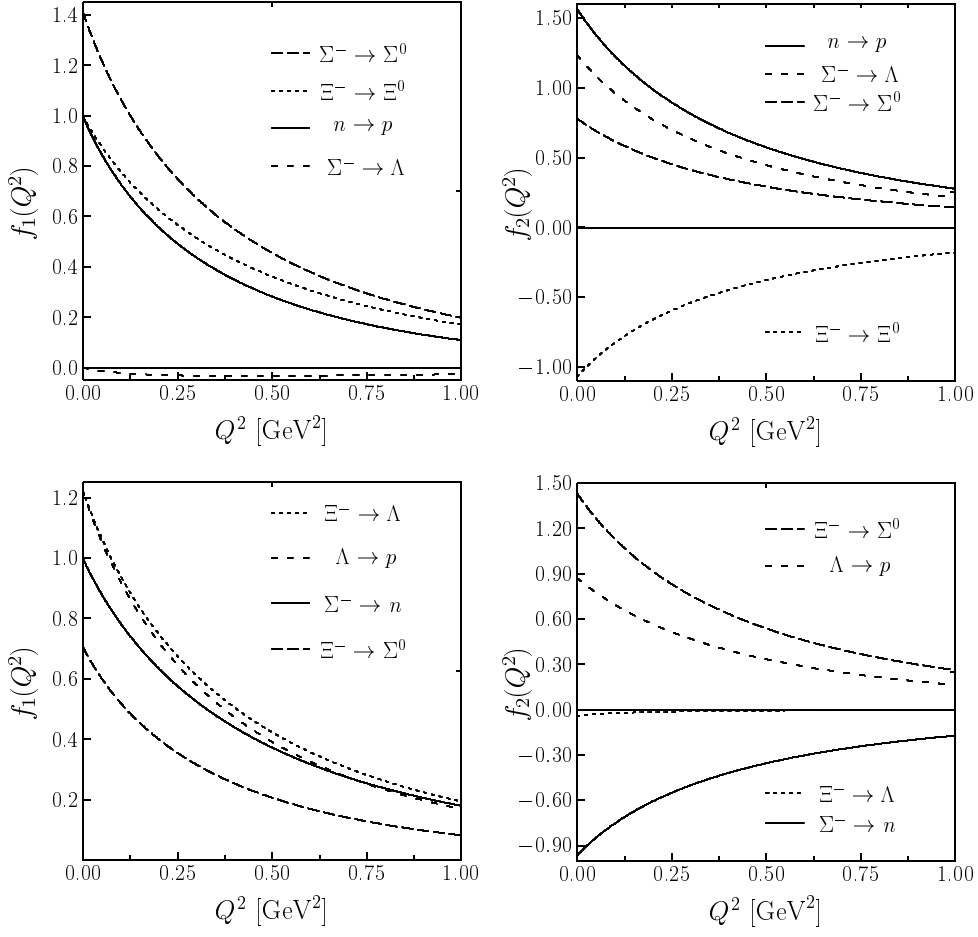 f₁(Q²)
1.4
1.2
1.0
0.8
0.6
0.4
0.2
0.0
Σ⁻ → Σ⁰
Ξ⁻ → Ξ⁰
n → p
Σ⁻ → Λ
0.00
0.25
0.50
0.75
1.00
Q² [GeV²]
f₂(Q²)
1.50
1.00
0.50
0.00
−0.50
−1.00
n → p
Σ⁻ → Λ
Σ⁻ → Σ⁰
Ξ⁻ → Ξ⁰
0.00
0.25
0.50
0.75
1.00
Q² [GeV²]
f₁(Q²)
1.2
1.0
0.8
0.6
0.4
0.2
Ξ⁻ → Λ
Λ → p
Σ⁻ → n
Ξ⁻ → Σ⁰
0.00
0.25
0.50
0.75
1.00
Q² [GeV²]
f₂(Q²)
1.50
1.20
0.90
0.60
0.30
0.00
−0.30
−0.60
−0.90
Ξ⁻ → Σ⁰
Λ → p
Ξ⁻ → Λ
Σ⁻ → n
0.00
0.25
0.50
0.75
1.00
Q² [GeV²]